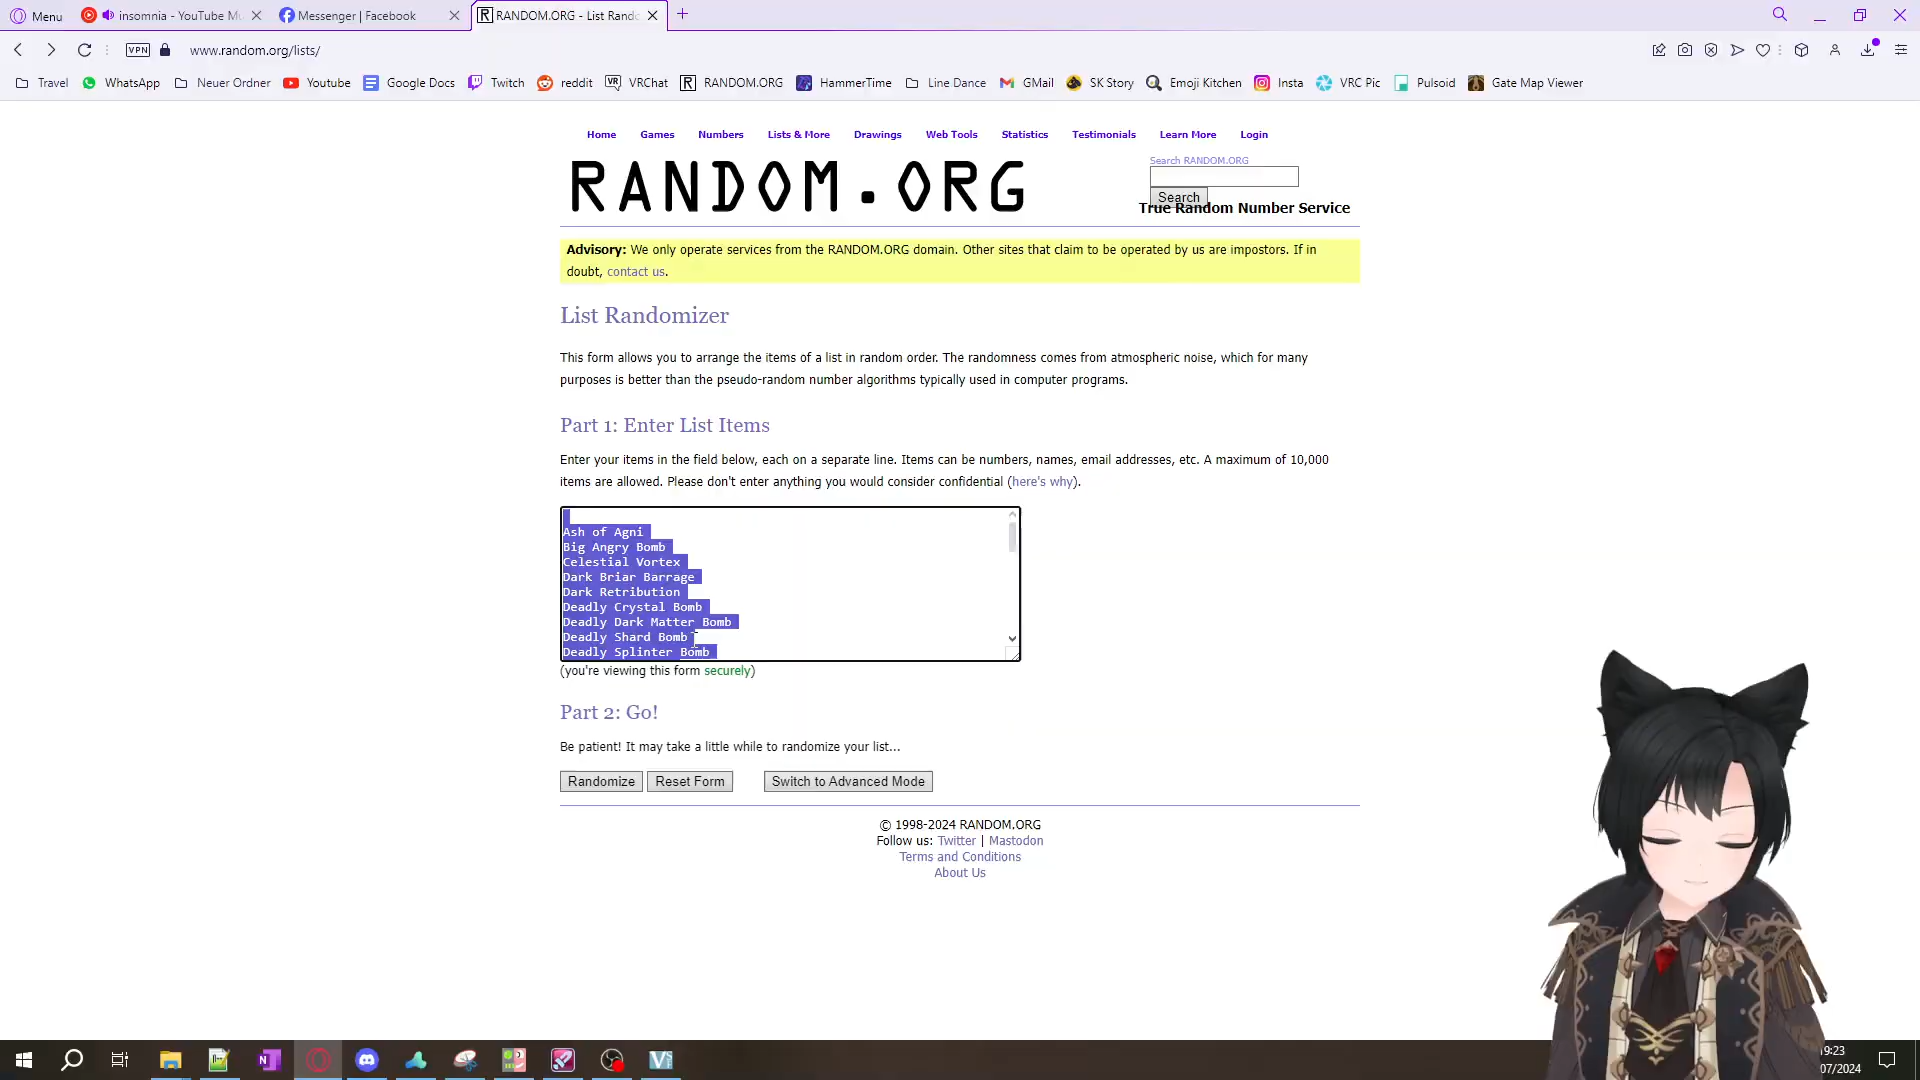 Menu
insomnia - YouTube Mu
Messenger | Facebook
RANDOM.ORG - List Rando
VPN
www.random.org/lists/
Travel
WhatsApp
Neuer Ordner
Youtube
Google Docs
Twitch
reddit
VRChat
RANDOM.ORG
HammerTime
Line Dance
GMail
SK Story
Emoji Kitchen
Insta
VRC Pic
Pulsoid
Gate Map Viewer
Home
Games
Numbers
Lists & More
Drawings
Web Tools
Statistics
Testimonials
Learn More
Login
RANDOM.ORG
Search RANDOM.ORG
Search
True Random Number Service
Advisory: We only operate services from the RANDOM.ORG domain. Other sites that claim to be operated by us are impostors. If in
doubt, contact us.
List Randomizer
This form allows you to arrange the items of a list in random order. The randomness comes from atmospheric noise, which for many
purposes is better than the pseudo-random number algorithms typically used in computer programs.
Part 1: Enter List Items
Enter your items in the field below, each on a separate line. Items can be numbers, names, email addresses, etc. A maximum of 10,000
items are allowed. Please don't enter anything you would consider confidential (here's why).
Ash of Agni
Big Angry Bomb
Celestial Vortex
Dark Briar Barrage
Dark Retribution
Deadly Crystal Bomb
Deadly Dark Matter Bomb
Deadly Shard Bomb
Deadly Splinter Bomb
(you're viewing this form securely)
Part 2: Go!
Be patient! It may take a little while to randomize your list...
Randomize
Reset Form
Switch to Advanced Mode
© 1998-2024 RANDOM.ORG
Follow us: Twitter | Mastodon
Terms and Conditions
About Us
19:23
07/2024